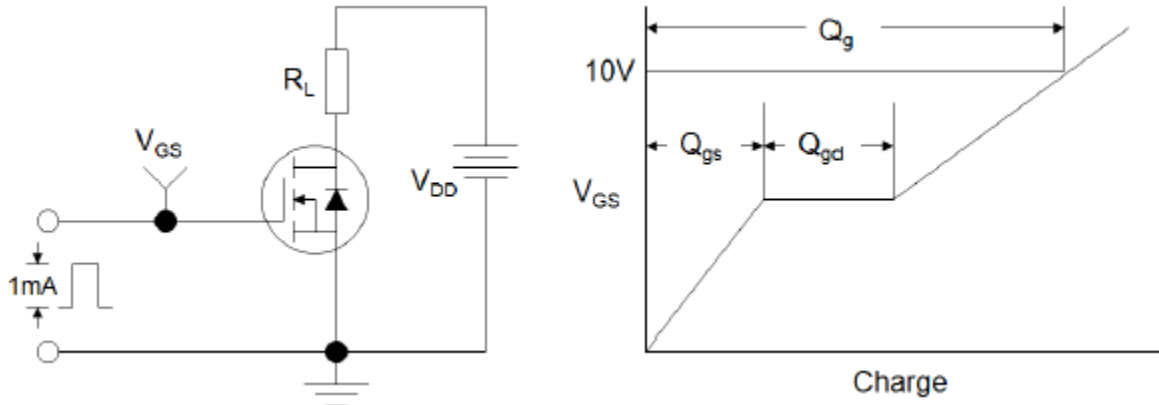 R_L
V_GS
V_DD
1mA
Q_g
10V
Q_gs
Q_gd
V_GS
Charge